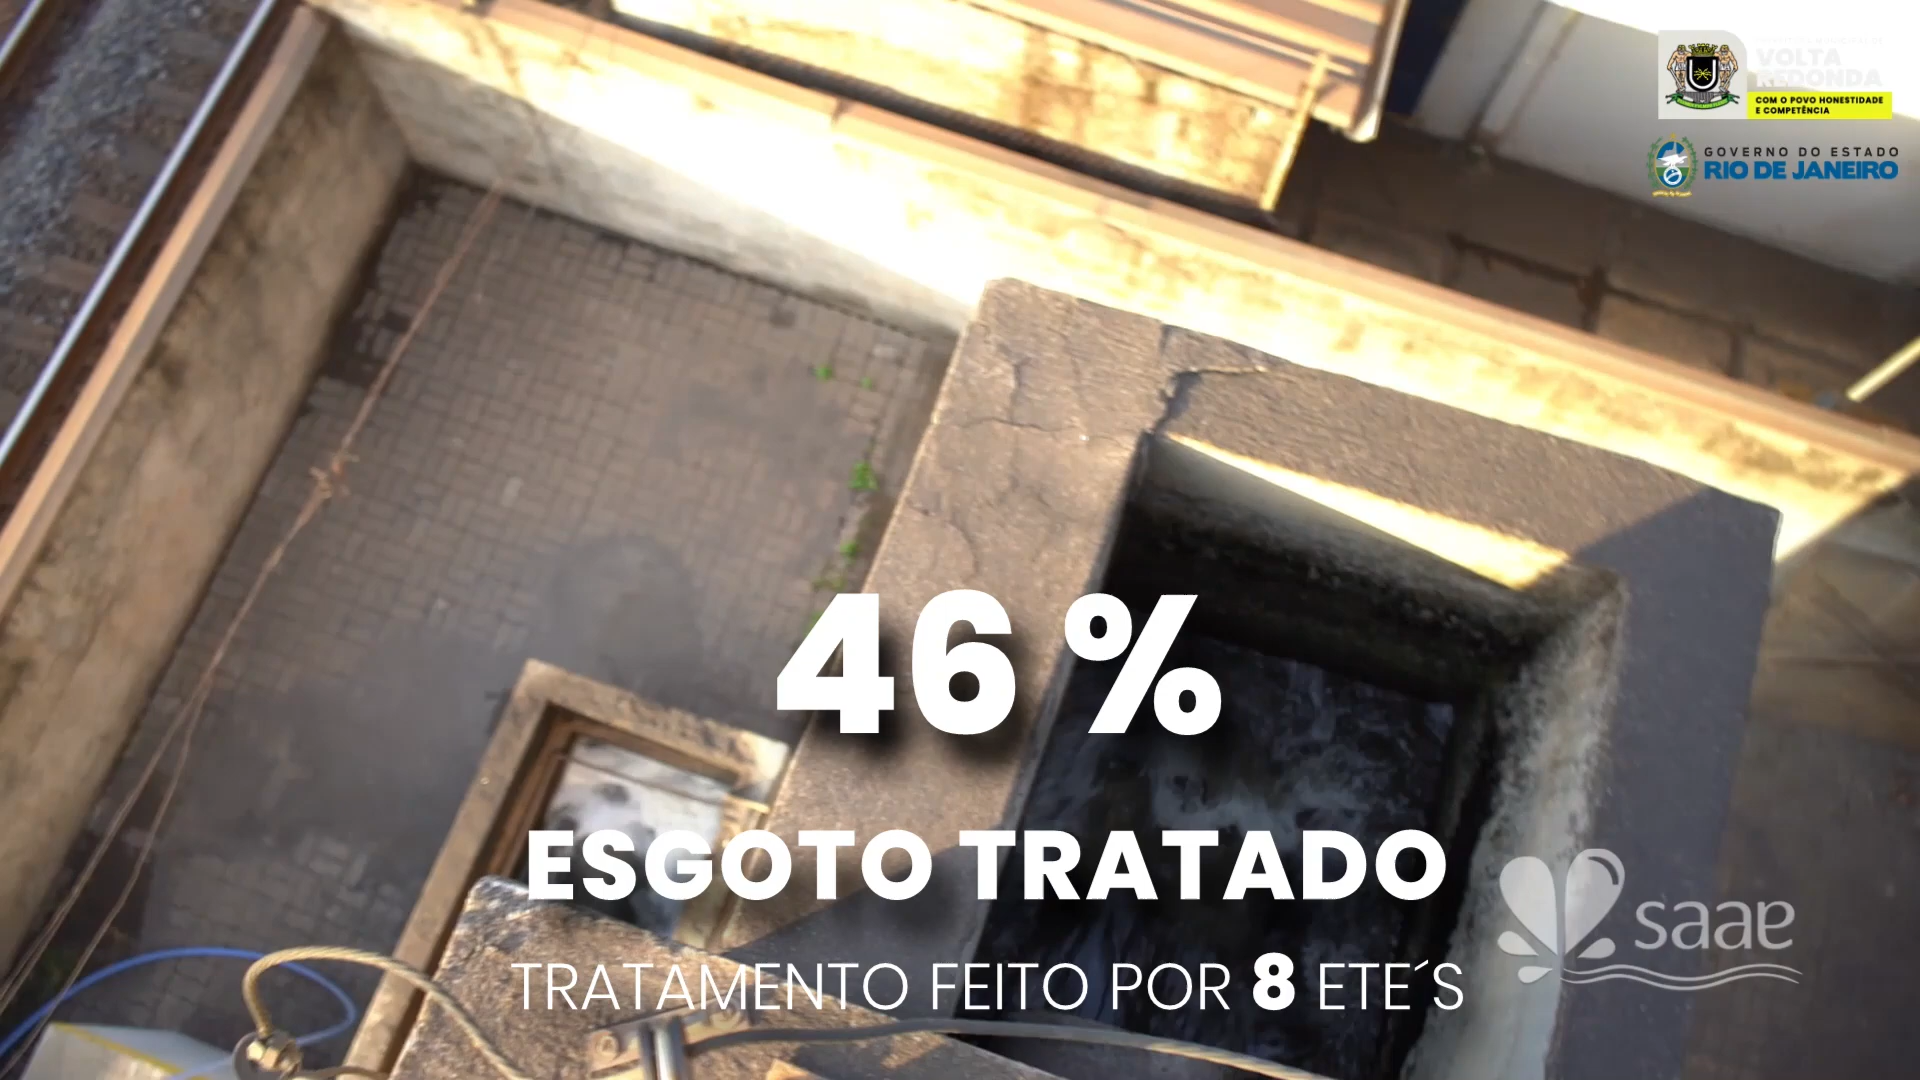 VOLTA
REDONDA
COM O POVO HONESTIDADE
E COMPETÊNCIA
GOVERNO DO ESTADO
RIO DE JANEIRO
46 %
ESGOTO TRATADO
saae
TRATAMENTO FEITO POR 8 ETE´S